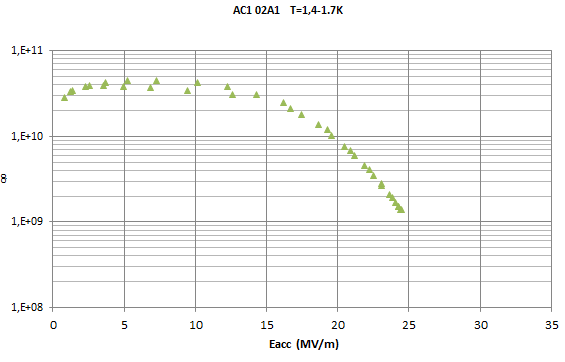 AC1 02A1 T=1,4-1.7K
1,E+11
1,E+10
1,E+09
1,E+08
0 5 10 15 20 25 30 35
Eacc (MV/m)